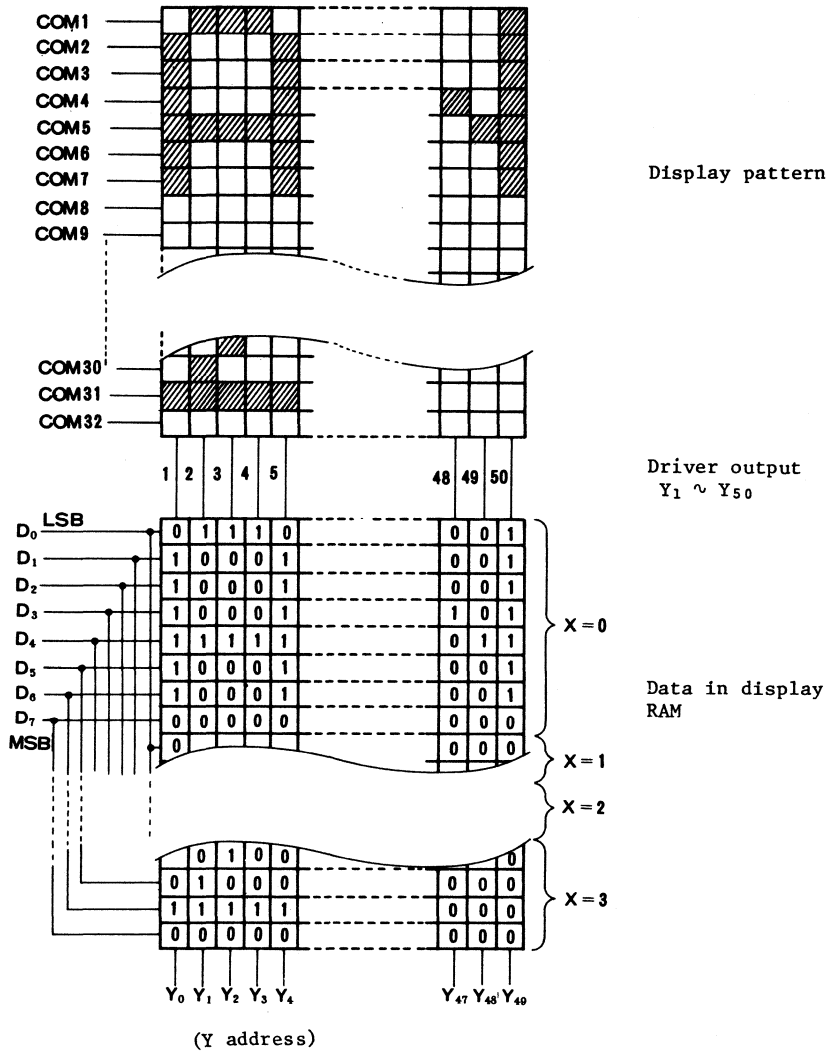 COM1
COM2
COM3
COM4
COM5
COM6
COM7
COM8
COM9
Display pattern
COM30
COM31
COM32
1 2 3 4 5 48 49 50
Driver output
Y₁ ~ Y₅₀
LSB
D₀ 0 1 1 1 0 0 0 1
D₁ 1 0 0 0 1 0 0 1
D₂ 1 0 0 0 1 0 0 1
D₃ 1 0 0 0 1 1 0 1
D₄ 1 1 1 1 1 0 1 1
D₅ 1 0 0 0 1 0 0 1
D₆ 1 0 0 0 1 0 0 1
D₇ 0 0 0 0 0 0 0 0
MSB 0 0 0 0
X=0
X=1
X=2
X=3
Data in display
RAM
0 1 0 0 0
0 1 0 0 0 0 0 0
1 1 1 1 1 0 0 0
0 0 0 0 0 0 0 0
Y₀ Y₁ Y₂ Y₃ Y₄ Y₄₇ Y₄₈ Y₄₉
(Y address)